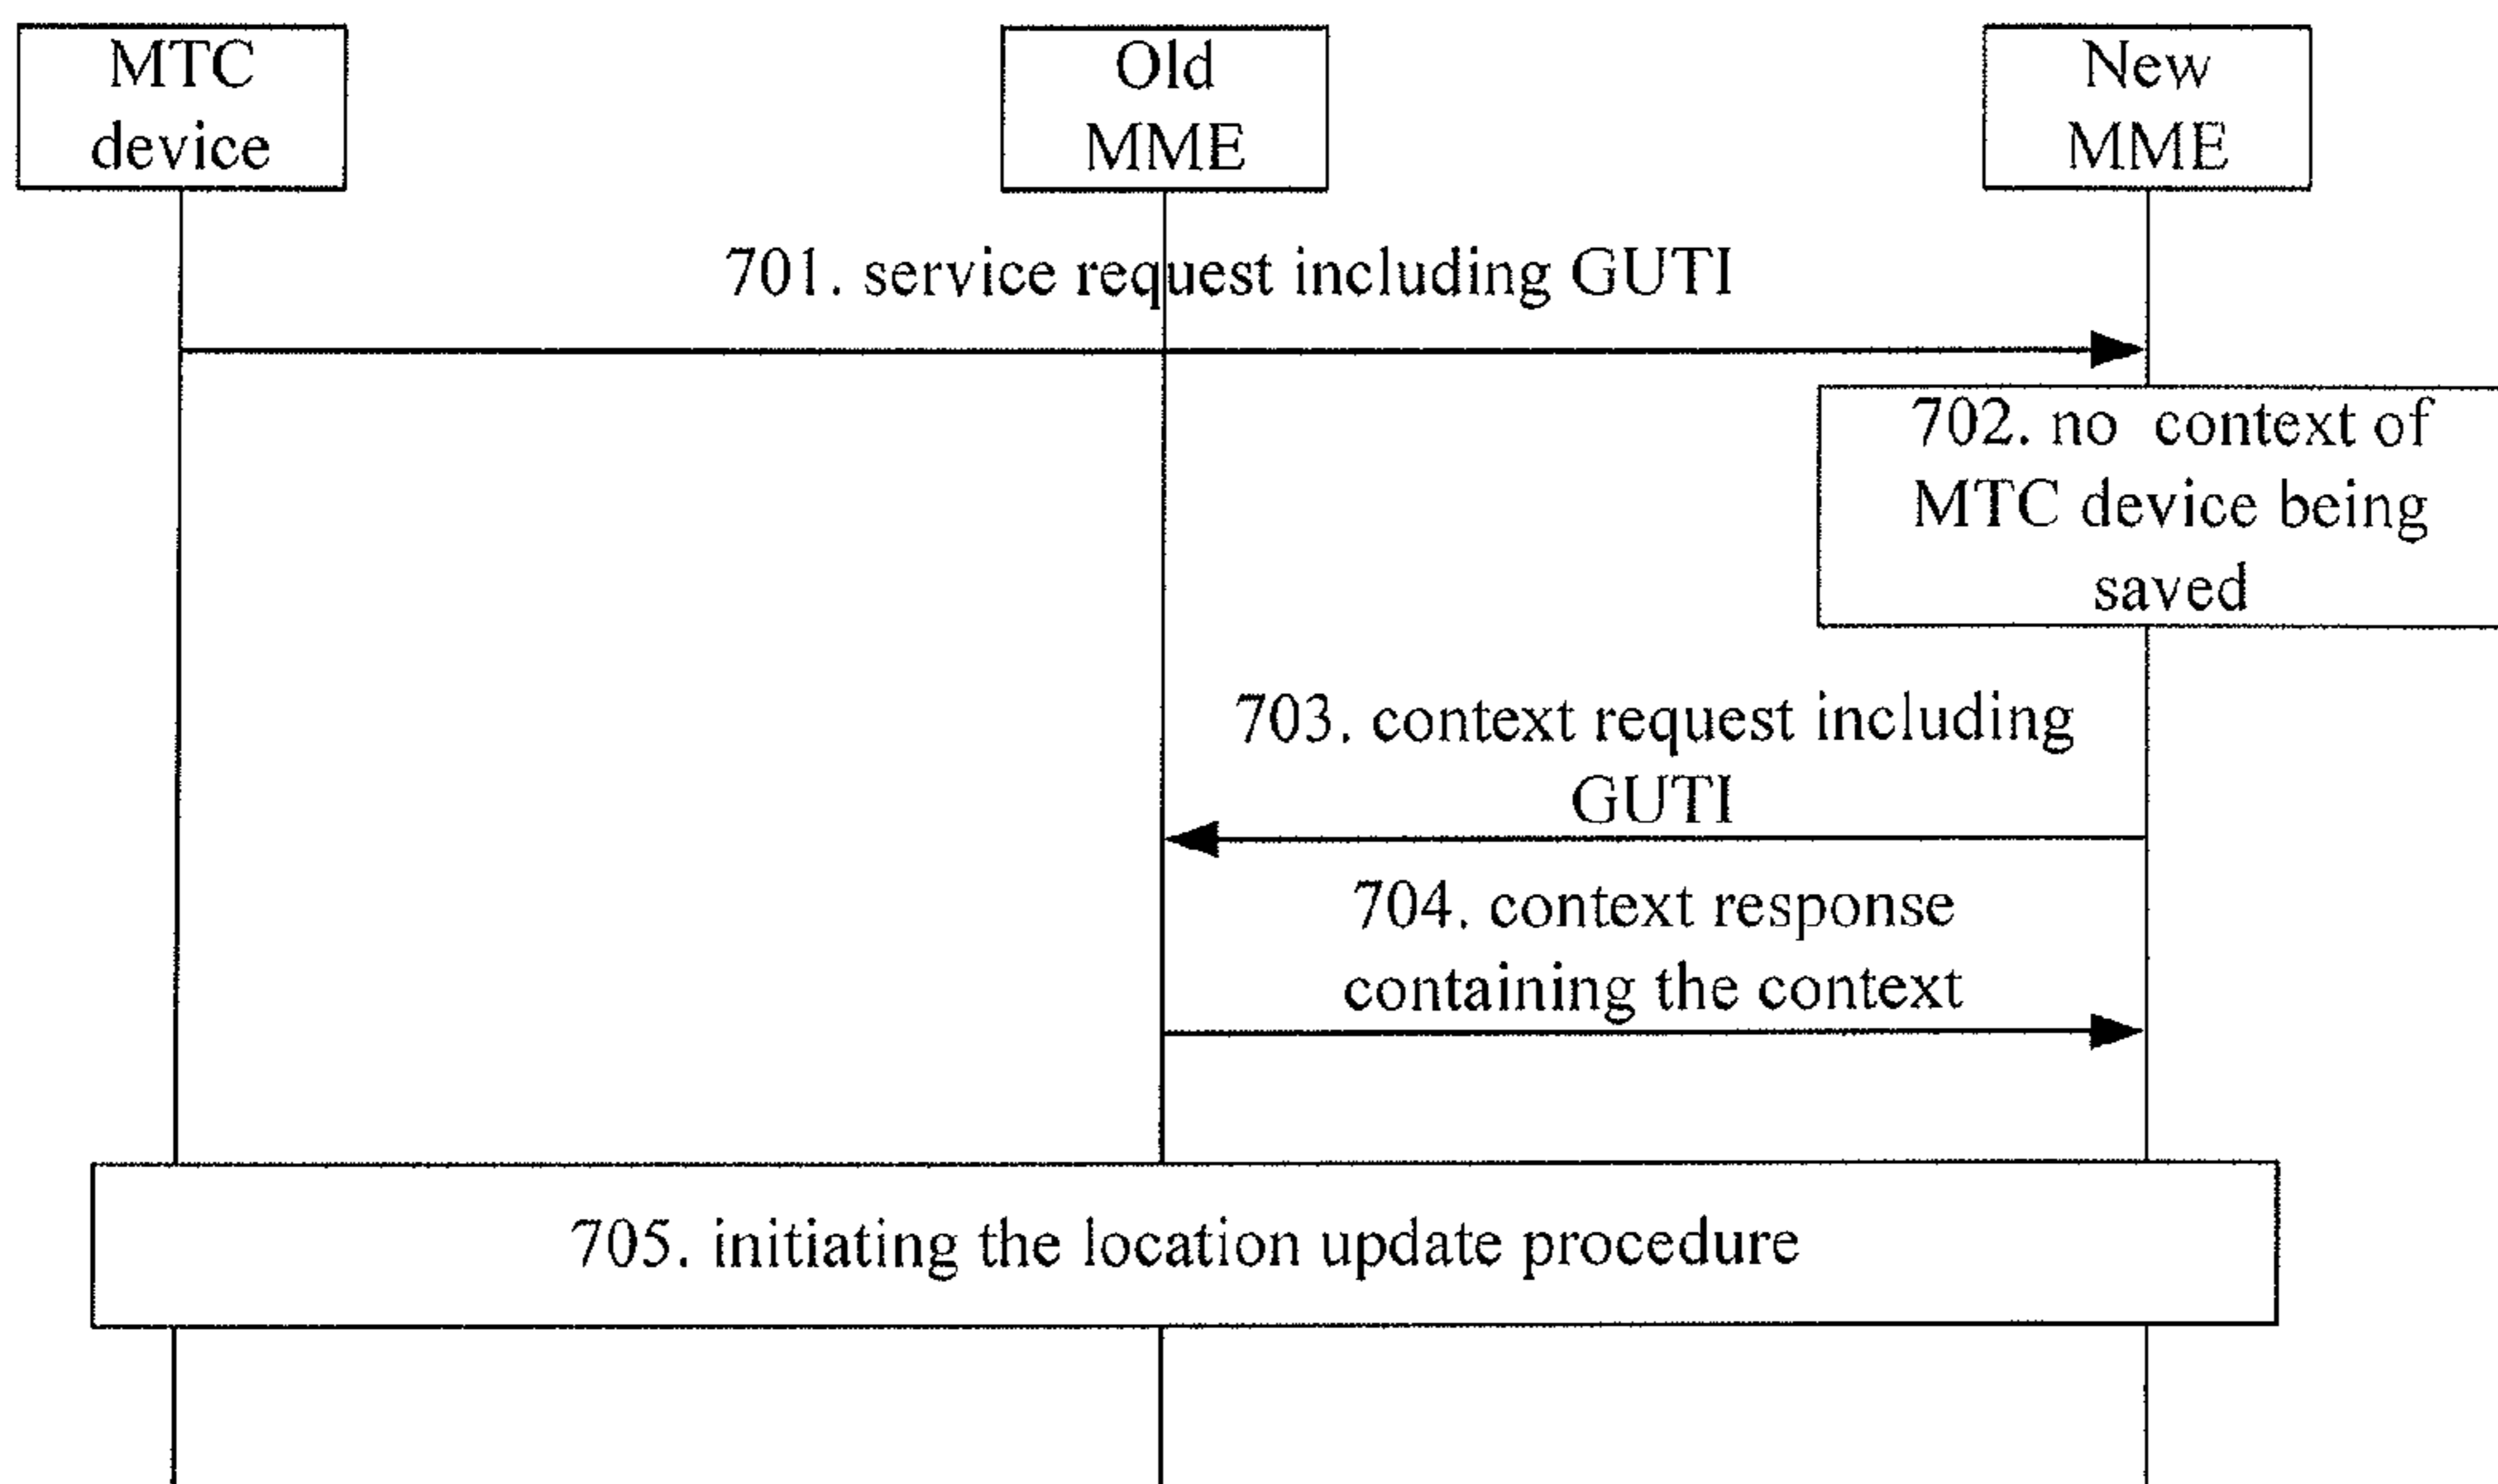 MTC
device
Old
MME
New
MME
701. service request including GUTI
702. no context of
MTC device being
saved
703. context request including
GUTI
704. context response
containing the context
705. initiating the location update procedure